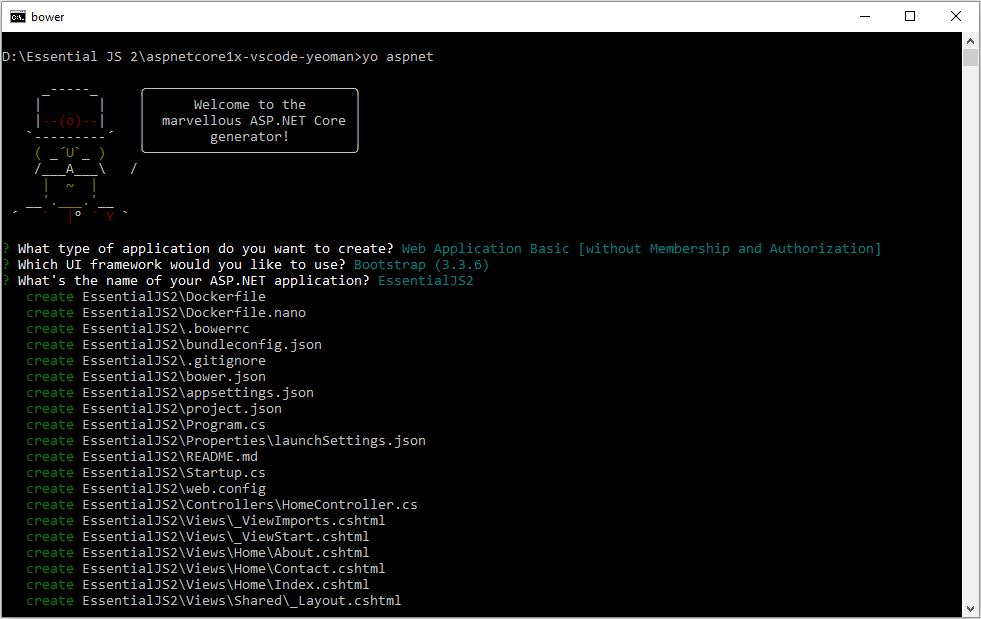 bower
D:\Essential JS 2\aspnetcore1x-vscode-yeoman>yo aspnet
Welcome to the
marvellous ASP.NET Core
generator!
? What type of application do you want to create? Web Application Basic [without Membership and Authorization]
? Which UI framework would you like to use? Bootstrap (3.3.6)
? What's the name of your ASP.NET application? EssentialJS2
create EssentialJS2\Dockerfile
create EssentialJS2\Dockerfile.nano
create EssentialJS2\.bowerrc
create EssentialJS2\bundleconfig.json
create EssentialJS2\.gitignore
create EssentialJS2\bower.json
create EssentialJS2\appsettings.json
create EssentialJS2\project.json
create EssentialJS2\Program.cs
create EssentialJS2\Properties\launchSettings.json
create EssentialJS2\README.md
create EssentialJS2\Startup.cs
create EssentialJS2\web.config
create EssentialJS2\Controllers\HomeController.cs
create EssentialJS2\Views\_ViewImports.cshtml
create EssentialJS2\Views\_ViewStart.cshtml
create EssentialJS2\Views\Home\About.cshtml
create EssentialJS2\Views\Home\Contact.cshtml
create EssentialJS2\Views\Home\Index.cshtml
create EssentialJS2\Views\Shared\_Layout.cshtml